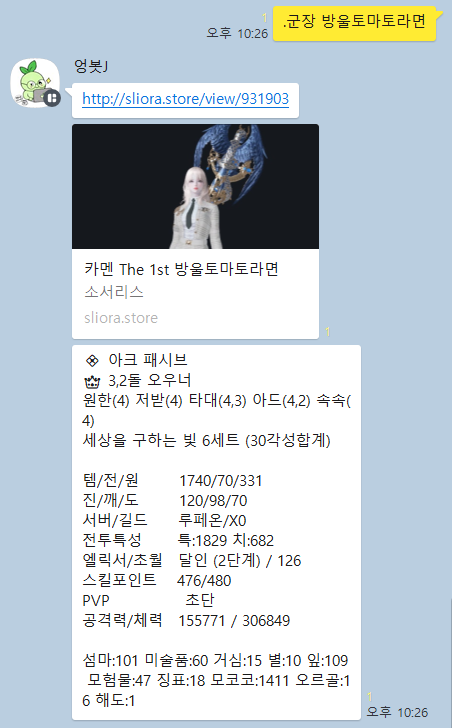 1
오후 10:26
.군장 방울토마토라면
엉봇J
http://sliora.store/view/931903
카멘 The 1st 방울토마토라면
소서리스
sliora.store
1
아크 패시브
3,2돌 오우너
원한(4) 저받(4) 타대(4,3) 아드(4,2) 속속(
4)
세상을 구하는 빛 6세트 (30각성합계)
템/전/원 1740/70/331
진/깨/도 120/98/70
서버/길드 루페온/X0
전투특성 특:1829 치:682
엘릭서/초월 달인 (2단계) / 126
스킬포인트 476/480
PVP 초단
공격력/체력 155771 / 306849
섬마:101 미술품:60 거심:15 별:10 잎:109
모험물:47 징표:18 모코코:1411 오르골:1
6 해도:1
1
오후 10:26